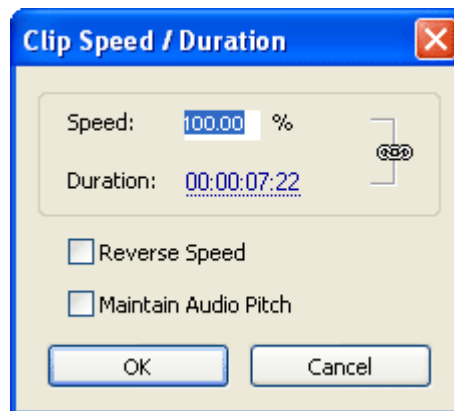 Clip Speed / Duration
Speed: 100.00 %
Duration: 00:00:07:22
Reverse Speed
Maintain Audio Pitch
OK Cancel